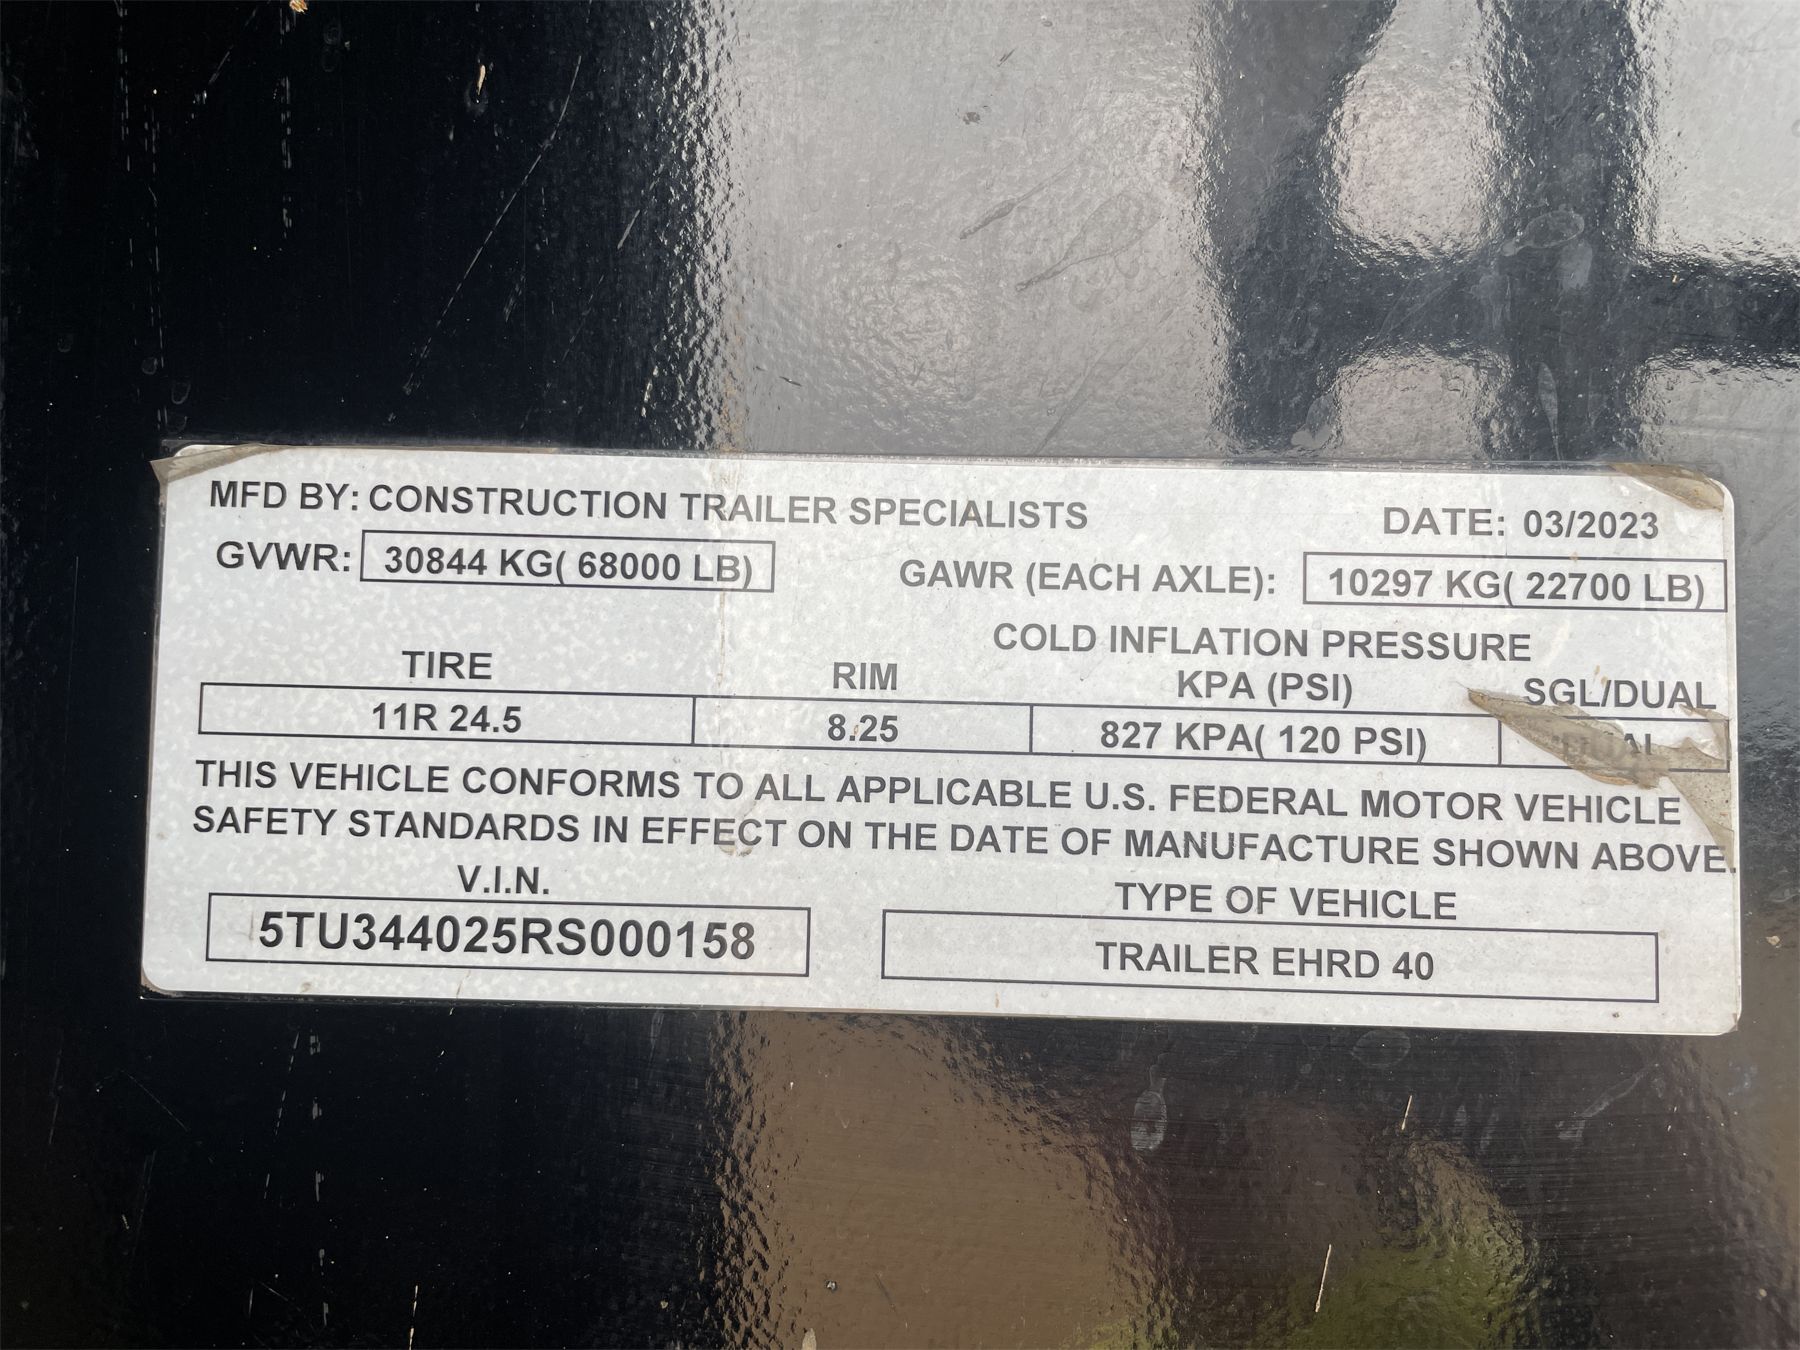 MFD BY: CONSTRUCTION TRAILER SPECIALISTS DATE: 03/2023
GVWR: 30844 KG( 68000 LB) GAWR (EACH AXLE): 10297 KG( 22700 LB)
COLD INFLATION PRESSURE
TIRE RIM KPA (PSI) SGL/DUAL
11R 24.5 8.25 827 KPA( 120 PSI)
THIS VEHICLE CONFORMS TO ALL APPLICABLE U.S. FEDERAL MOTOR VEHICLE
SAFETY STANDARDS IN EFFECT ON THE DATE OF MANUFACTURE SHOWN ABOVE.
V.I.N. TYPE OF VEHICLE
5TU344025RS000158 TRAILER EHRD 40